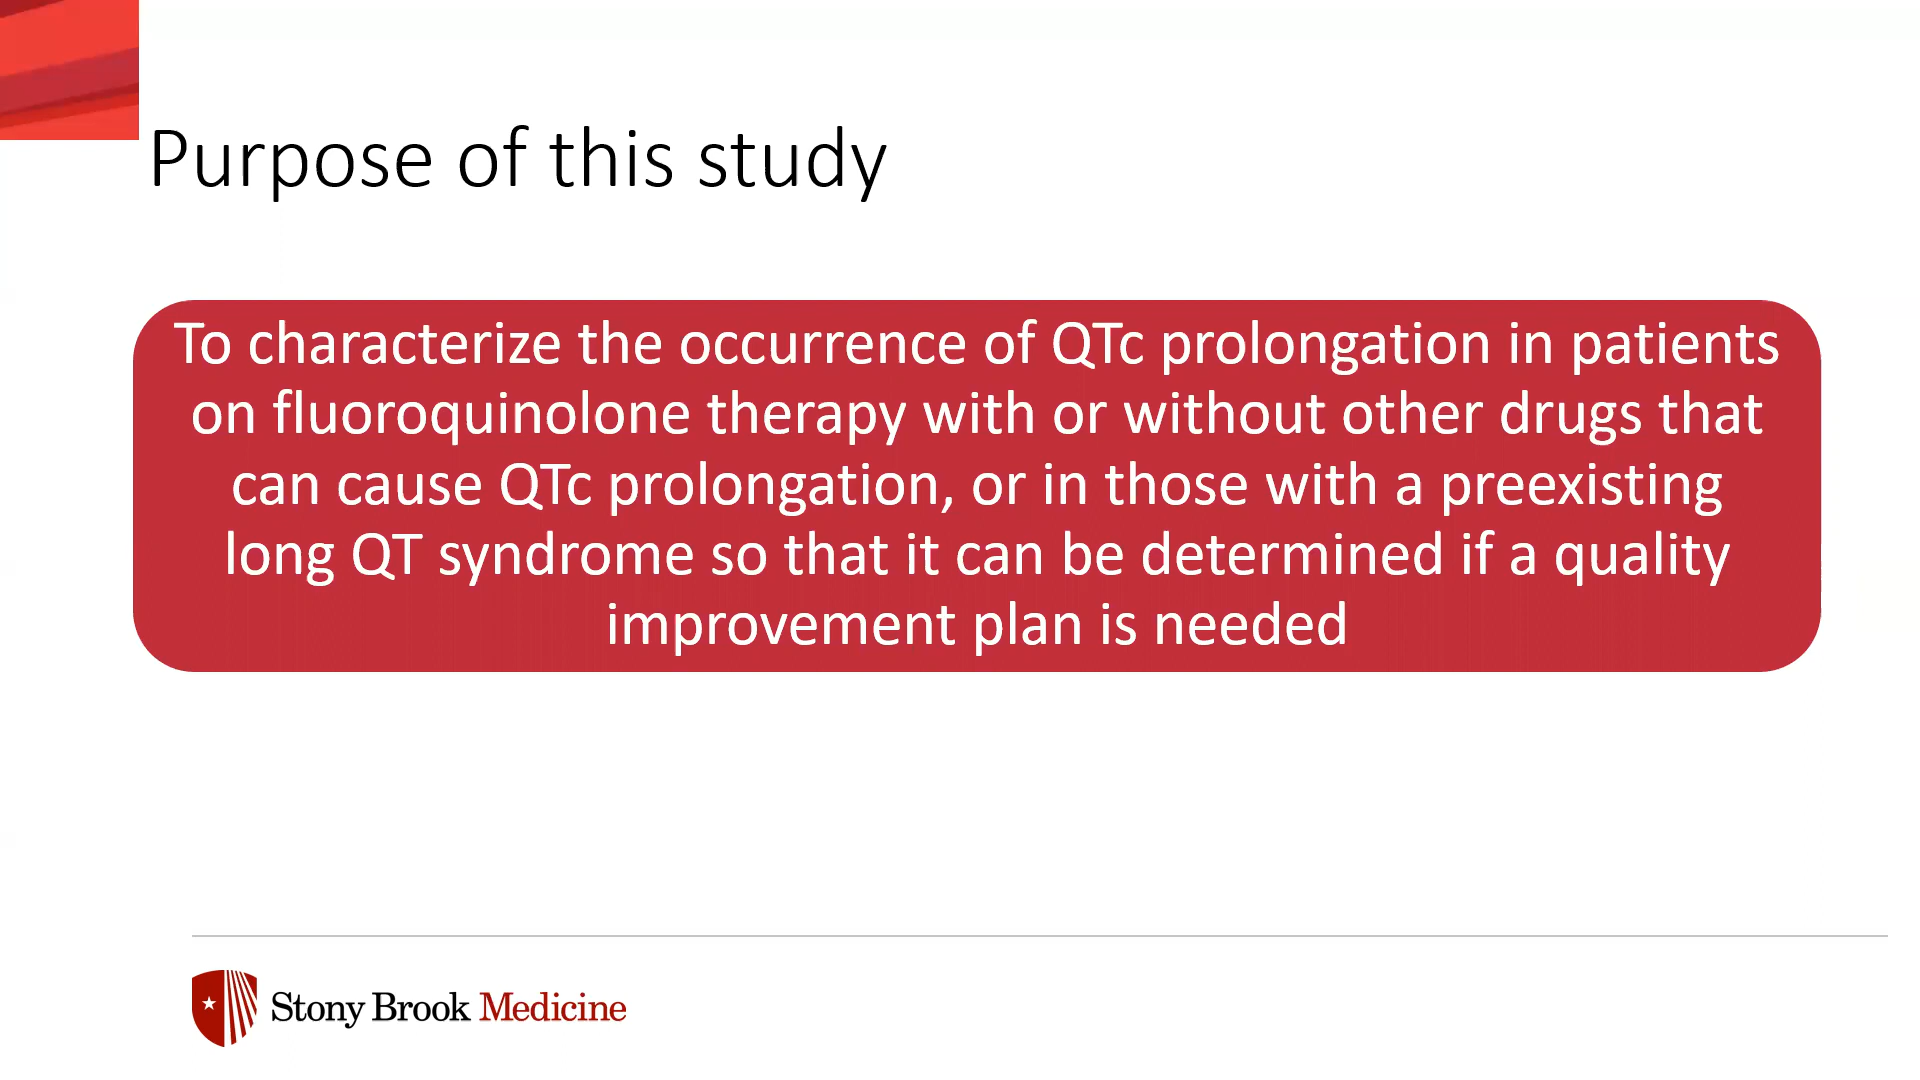 Purpose of this study
To characterize the occurrence of QTc prolongation in patients
on fluoroquinolone therapy with or without other drugs that
can cause QTc prolongation, or in those with a preexisting
long QT syndrome so that it can be determined if a quality
improvement plan is needed
Stony Brook Medicine